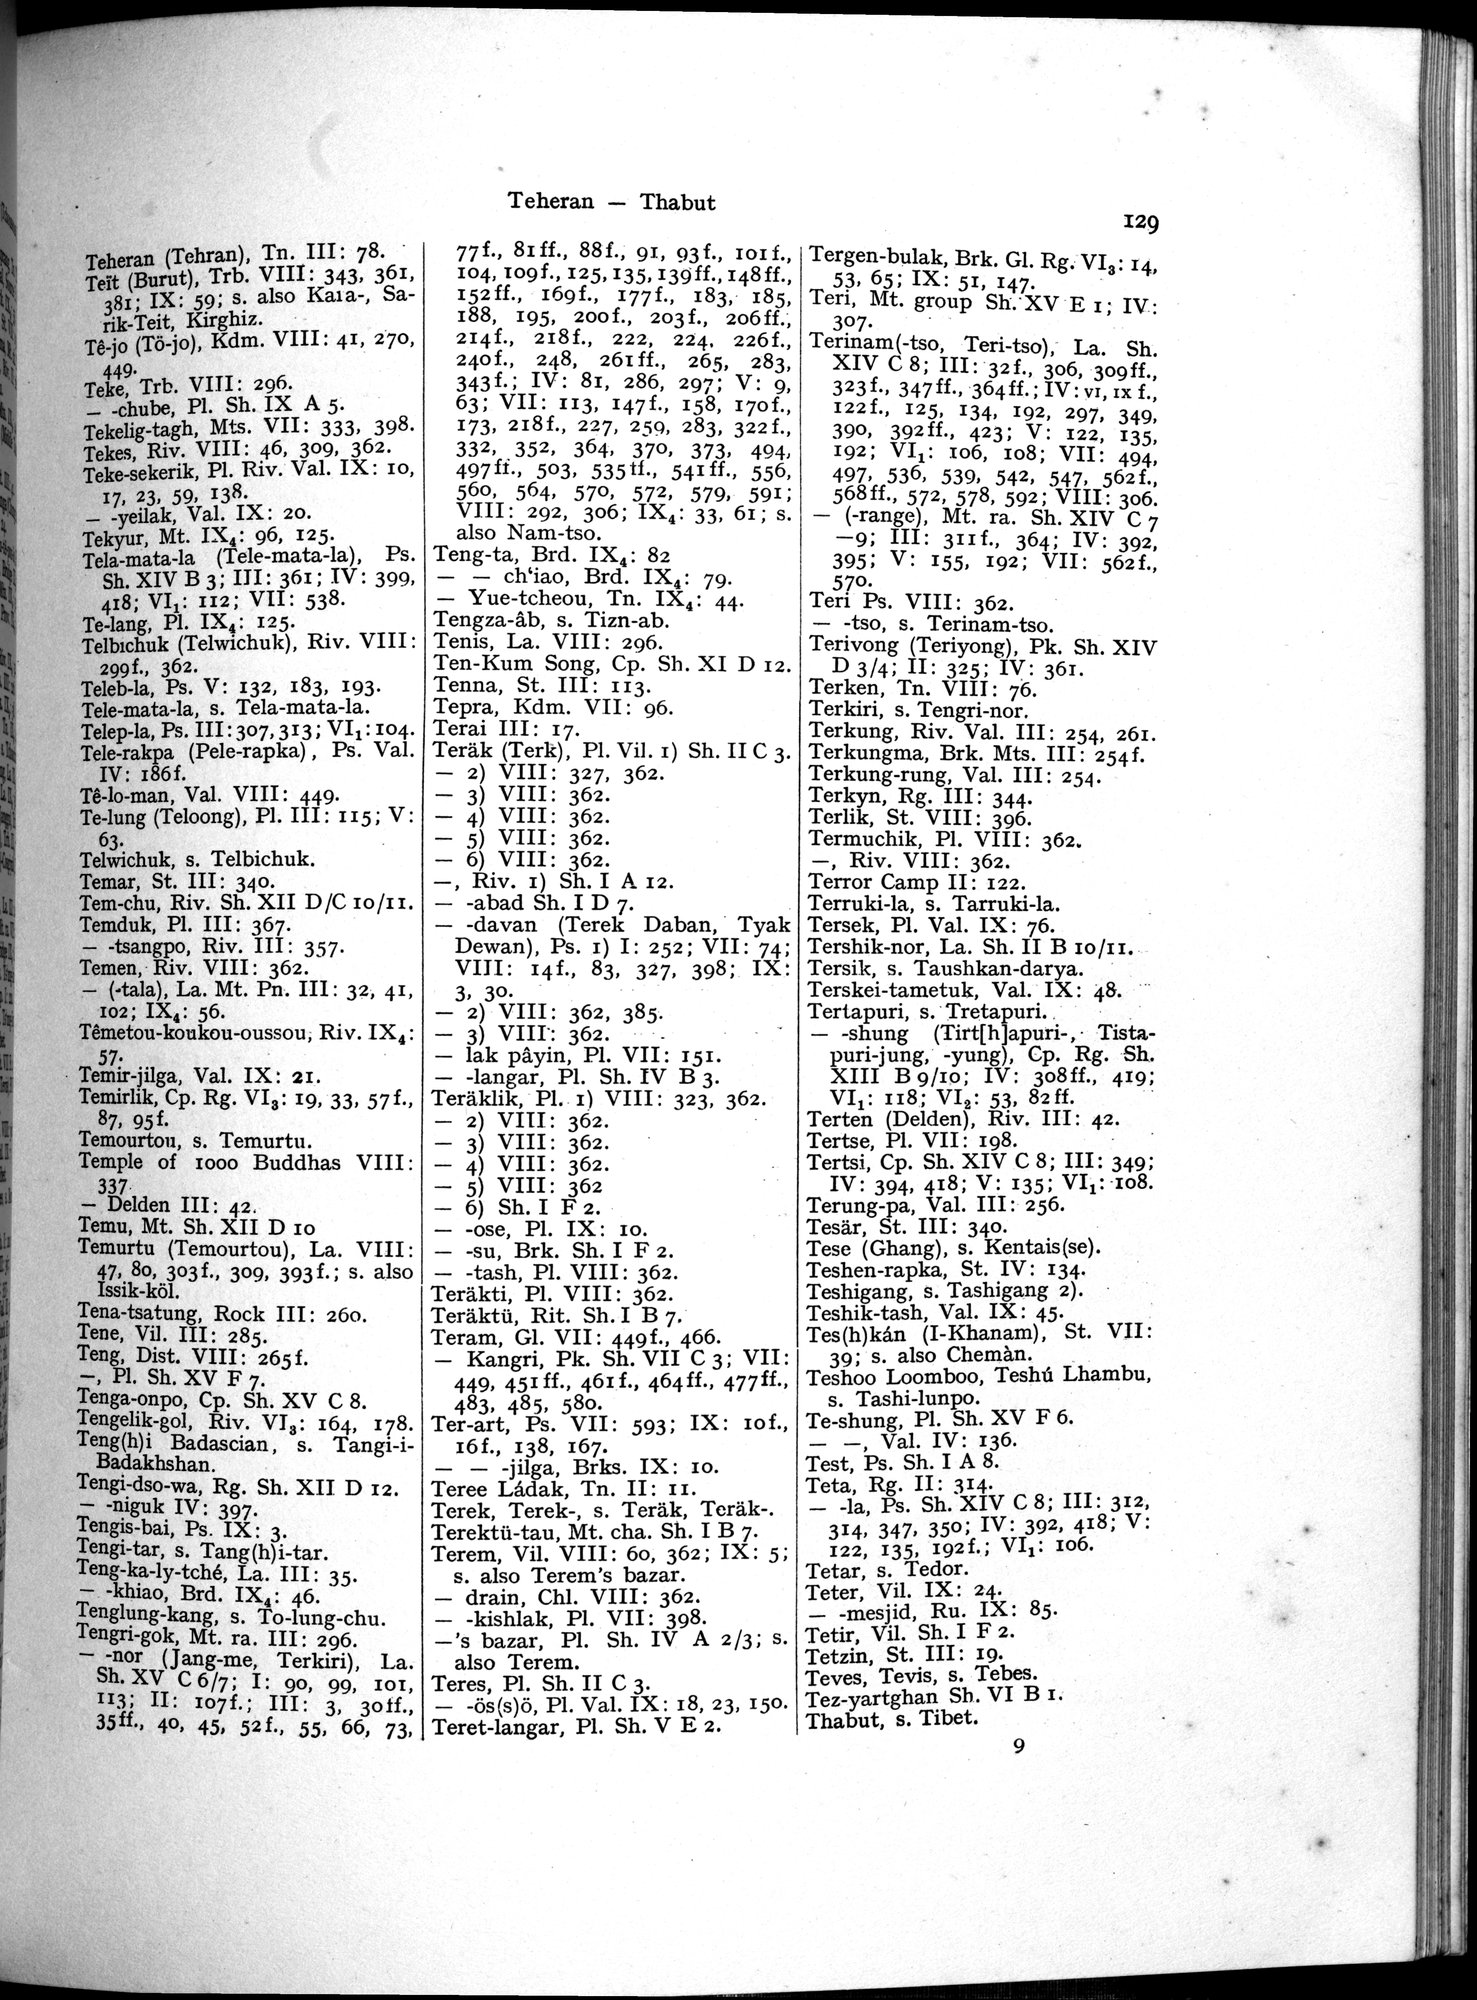 Teheran — Thabut
129
Teheran (Tehran), Tn. III: 78.
Teït (Burut), Trb. VIII: 343, 361,
381; IX: 59; s. also Kara-, Sa-
rik-Teit, Kirghiz.
Tê-jo (Tö-jo), Kdm. VIII: 41, 270,
449.
Teke, Trb. VIII: 296.
— -chube, Pl. Sh. IX A 5.
Tekelig-tagh, Mts. VII: 333, 398.
Tekes, Riv. VIII: 46, 309, 362.
Teke-sekerik, Pl. Riv. Val. IX: 10,
17, 23, 59, 138.
— -yeilak, Val. IX: 20.
Tekyur, Mt. IX₄: 96, 125.
Tela-mata-la (Tele-mata-la), Ps.
Sh. XIV B 3; III: 361; IV: 399,
418; VI₁: 112; VII: 538.
Te-lang, Pl. IX₄: 125.
Telbichuk (Telwichuk), Riv. VIII:
299f., 362.
Teleb-la, Ps. V: 132, 183, 193.
Tele-mata-la, s. Tela-mata-la.
Telep-la, Ps. III: 307, 313; VI₁: 104.
Tele-rakpa (Pele-rapka), Ps. Val.
IV: 186f.
Tê-lo-man, Val. VIII: 449.
Te-lung (Teloong), Pl. III: 115; V:
63.
Telwichuk, s. Telbichuk.
Temar, St. III: 340.
Tem-chu, Riv. Sh. XII D/C 10/11.
Temduk, Pl. III: 367.
— -tsangpo, Riv. III: 357.
Temen, Riv. VIII: 362.
— (-tala), La. Mt. Pn. III: 32, 41,
102; IX₄: 56.
Têmetou-koukou-oussou, Riv. IX₄:
57.
Temir-jilga, Val. IX: 21.
Temirlik, Cp. Rg. VI₃: 19, 33, 57f.,
87, 95f.
Temourtou, s. Temurtu.
Temple of 1000 Buddhas VIII:
337
— Delden III: 42.
Temu, Mt. Sh. XII D 10
Temurtu (Temourtou), La. VIII:
47, 80, 303f., 309, 393f.; s. also
Issik-köl.
Tena-tsatung, Rock III: 260.
Tene, Vil. III: 285.
Teng, Dist. VIII: 265f.
—, Pl. Sh. XV F 7.
Tenga-onpo, Cp. Sh. XV C 8.
Tengelik-gol, Riv. VI₃: 164, 178.
Teng(h)i Badascian, s. Tangi-i-
Badakhshan.
Tengi-dso-wa, Rg. Sh. XII D 12.
— -niguk IV: 397.
Tengis-bai, Ps. IX: 3.
Tengi-tar, s. Tang(h)i-tar.
Teng-ka-ly-tché, La. III: 35.
— -khiao, Brd. IX₄: 46.
Tenglung-kang, s. To-lung-chu.
Tengri-gok, Mt. ra. III: 296.
— -nor (Jang-me, Terkiri), La.
Sh. XV C 6/7; I: 90, 99, 101,
113; II: 107f.; III: 3, 30ff.,
35ff., 40, 45, 52f., 55, 66, 73,
77f., 81ff., 88f., 91, 93f., 101f.,
104, 109f., 125, 135, 139ff., 148ff.,
152ff., 169f., 177f., 183, 185,
188, 195, 200f., 203f., 206ff.,
214f., 218f., 222, 224, 226f.,
240f., 248, 261ff., 265, 283,
343f.; IV: 81, 286, 297; V: 9,
63; VII: 113, 147f., 158, 170f.,
173, 218f., 227, 259, 283, 322f.,
332, 352, 364, 370, 373, 494,
497ff., 503, 535ff., 541ff., 556,
560, 564, 570, 572, 579, 591;
VIII: 292, 306; IX₄: 33, 61; s.
also Nam-tso.
Teng-ta, Brd. IX₄: 82
— — ch‘iao, Brd. IX₄: 79.
— Yue-tcheou, Tn. IX₄: 44.
Tengza-âb, s. Tizn-ab.
Tenis, La. VIII: 296.
Ten-Kum Song, Cp. Sh. XI D 12.
Tenna, St. III: 113.
Tepra, Kdm. VII: 96.
Terai III: 17.
Teräk (Terk), Pl. Vil. 1) Sh. II C 3.
— 2) VIII: 327, 362.
— 3) VIII: 362.
— 4) VIII: 362.
— 5) VIII: 362.
— 6) VIII: 362.
—, Riv. 1) Sh. I A 12.
— -abad Sh. I D 7.
— -davan (Terek Daban, Tyak
Dewan), Ps. 1) I: 252; VII: 74;
VIII: 14f., 83, 327, 398; IX:
3, 30.
— 2) VIII: 362, 385.
— 3) VIII: 362.
— lak pâyin, Pl. VII: 151.
— -langar, Pl. Sh. IV B 3.
Teräklik, Pl. 1) VIII: 323, 362.
— 2) VIII: 362.
— 3) VIII: 362.
— 4) VIII: 362.
— 5) VIII: 362
— 6) Sh. I F 2.
— -ose, Pl. IX: 10.
— -su, Brk. Sh. I F 2.
— -tash, Pl. VIII: 362.
Teräkti, Pl. VIII: 362.
Teräktü, Rit. Sh. I B 7.
Teram, Gl. VII: 449f., 466.
— Kangri, Pk. Sh. VII C 3; VII:
449, 451ff., 461f., 464ff., 477ff.,
483, 485, 580.
Ter-art, Ps. VII: 593; IX: 10f.,
16f., 138, 167.
— — -jilga, Brks. IX: 10.
Teree Ládak, Tn. II: 11.
Terek, Terek-, s. Teräk, Teräk-.
Terektü-tau, Mt. cha. Sh. I B 7.
Terem, Vil. VIII: 60, 362; IX: 5;
s. also Terem's bazar.
— drain, Chl. VIII: 362.
— -kishlak, Pl. VII: 398.
—'s bazar, Pl. Sh. IV A 2/3; s.
also Terem.
Teres, Pl. Sh. II C 3.
— -ös(s)ö, Pl. Val. IX: 18, 23, 150.
Teret-langar, Pl. Sh. V E 2.
Tergen-bulak, Brk. Gl. Rg. VI₃: 14,
53, 65; IX: 51, 147.
Teri, Mt. group Sh. XV E 1; IV:
307.
Terinam(-tso, Teri-tso), La. Sh.
XIV C 8; III: 32f., 306, 309ff.,
323f., 347ff., 364ff.; IV: VI, IX f.,
122f., 125, 134, 192, 297, 349,
390, 392ff., 423; V: 122, 135,
192; VI₁: 106, 108; VII: 494,
497, 536, 539, 542, 547, 562f.,
568ff., 572, 578, 592; VIII: 306.
— (-range), Mt. ra. Sh. XIV C 7
—9; III: 311f., 364; IV: 392,
395; V: 155, 192; VII: 562f.,
570.
Teri Ps. VIII: 362.
— -tso, s. Terinam-tso.
Terivong (Teriyong), Pk. Sh. XIV
D 3/4; II: 325; IV: 361.
Terken, Tn. VIII: 76.
Terkiri, s. Tengri-nor.
Terkung, Riv. Val. III: 254, 261.
Terkungma, Brk. Mts. III: 254f.
Terkung-rung, Val. III: 254.
Terkyn, Rg. III: 344.
Terlik, St. VIII: 396.
Termuchik, Pl. VIII: 362.
—, Riv. VIII: 362.
Terror Camp II: 122.
Terruki-la, s. Tarruki-la.
Tersek, Pl. Val. IX: 76.
Tershik-nor, La. Sh. II B 10/11.
Tersik, s. Taushkan-darya.
Terskei-tametuk, Val. IX: 48.
Tertapuri, s. Tretapuri.
— -shung (Tirt[h]apuri-, Tista-
puri-jung, -yung), Cp. Rg. Sh.
XIII B 9/10; IV: 308ff., 419;
VI₁: 118; VI₂: 53, 82ff.
Terten (Delden), Riv. III: 42.
Tertse, Pl. VII: 198.
Tertsi, Cp. Sh. XIV C 8; III: 349;
IV: 394, 418; V: 135; VI₁: 108.
Terung-pa, Val. III: 256.
Tesär, St. III: 340.
Tese (Ghang), s. Kentais(se).
Teshen-rapka, St. IV: 134.
Teshigang, s. Tashigang 2).
Teshik-tash, Val. IX: 45.
Tes(h)kán (I-Khanam), St. VII:
39; s. also Chemàn.
Teshoo Loomboo, Teshú Lhambu,
s. Tashi-lunpo.
Te-shung, Pl. Sh. XV F 6.
— —, Val. IV: 136.
Test, Ps. Sh. I A 8.
Teta, Rg. II: 314.
— -la, Ps. Sh. XIV C 8; III: 312,
314, 347, 350; IV: 392, 418; V:
122, 135, 192f.; VI₁: 106.
Tetar, s. Tedor.
Teter, Vil. IX: 24.
— -mesjid, Ru. IX: 85.
Tetir, Vil. Sh. I F 2.
Tetzin, St. III: 19.
Teves, Tevis, s. Tebes.
Tez-yartghan Sh. VI B 1.
Thabut, s. Tibet.
9